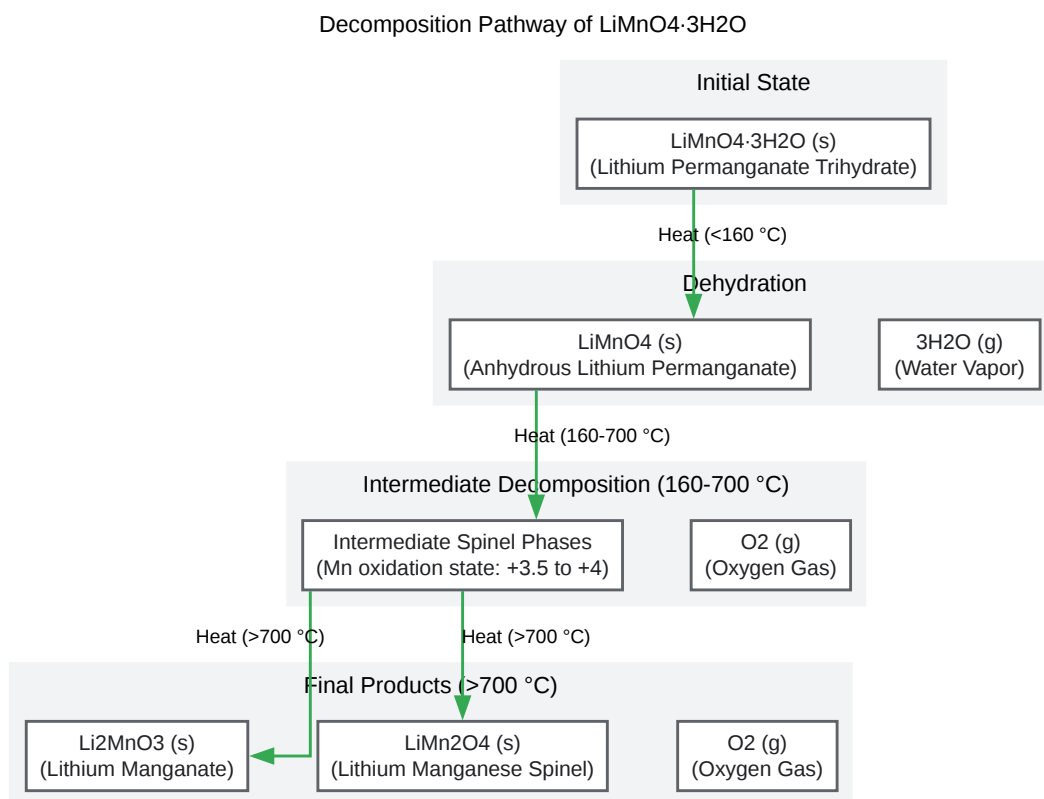 Decomposition Pathway of LiMnO4·3H2O
Initial State
LiMnO4·3H2O (s)
(Lithium Permanganate Trihydrate)
Heat (<160 °C)
Dehydration
LiMnO4 (s)
(Anhydrous Lithium Permanganate)
3H2O (g)
(Water Vapor)
Heat (160-700 °C)
Intermediate Decomposition (160-700 °C)
Intermediate Spinel Phases
(Mn oxidation state: +3.5 to +4)
O2 (g)
(Oxygen Gas)
Heat (>700 °C)
Heat (>700 °C)
Final Products (>700 °C)
Li2MnO3 (s)
(Lithium Manganate)
LiMn2O4 (s)
(Lithium Manganese Spinel)
O2 (g)
(Oxygen Gas)